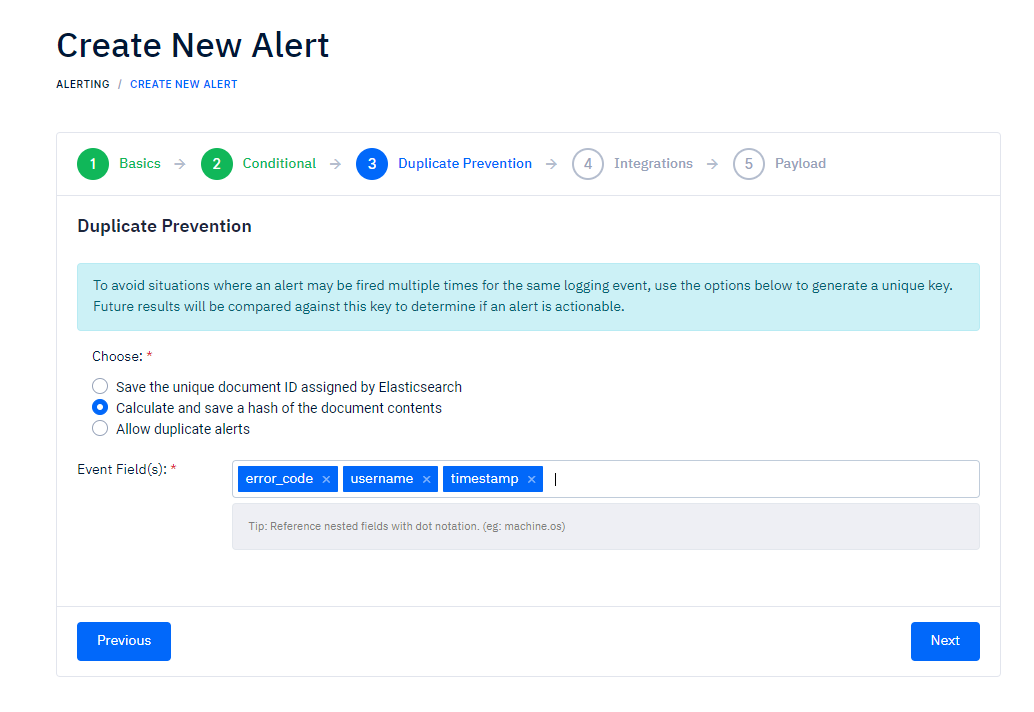 Create New Alert
ALERTING / CREATE NEW ALERT
1 Basics → 2 Conditional → 3 Duplicate Prevention → 4 Integrations → 5 Payload
Duplicate Prevention
To avoid situations where an alert may be fired multiple times for the same logging event, use the options below to generate a unique key.
Future results will be compared against this key to determine if an alert is actionable.
Choose: *
Save the unique document ID assigned by Elasticsearch
Calculate and save a hash of the document contents
Allow duplicate alerts
Event Field(s): * error_code × username × timestamp ×
Tip: Reference nested fields with dot notation. (eg: machine.os)
Previous Next